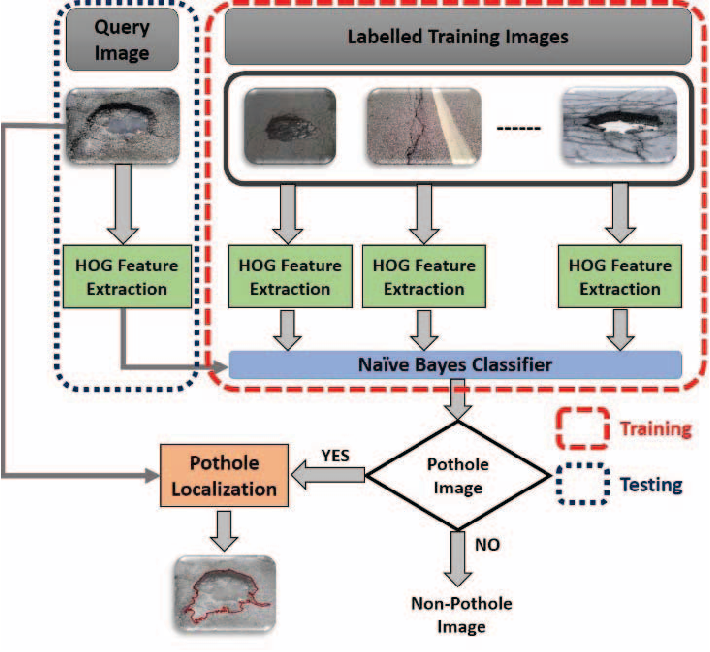 Query
Image
Labelled Training Images
HOG Feature
Extraction
HOG Feature
Extraction
HOG Feature
Extraction
HOG Feature
Extraction
Naïve Bayes Classifier
Training
Testing
Pothole
Image
YES
Pothole
Localization
NO
Non-Pothole
Image